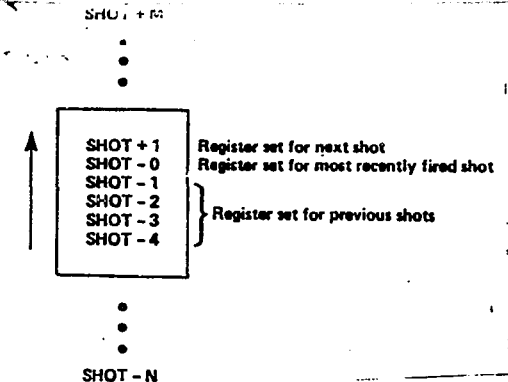 SHOT + M
SHOT + 1 Register set for next shot
SHOT – 0 Register set for most recently fired shot
SHOT – 1
SHOT – 2
SHOT – 3 Register set for previous shots
SHOT – 4
SHOT – N